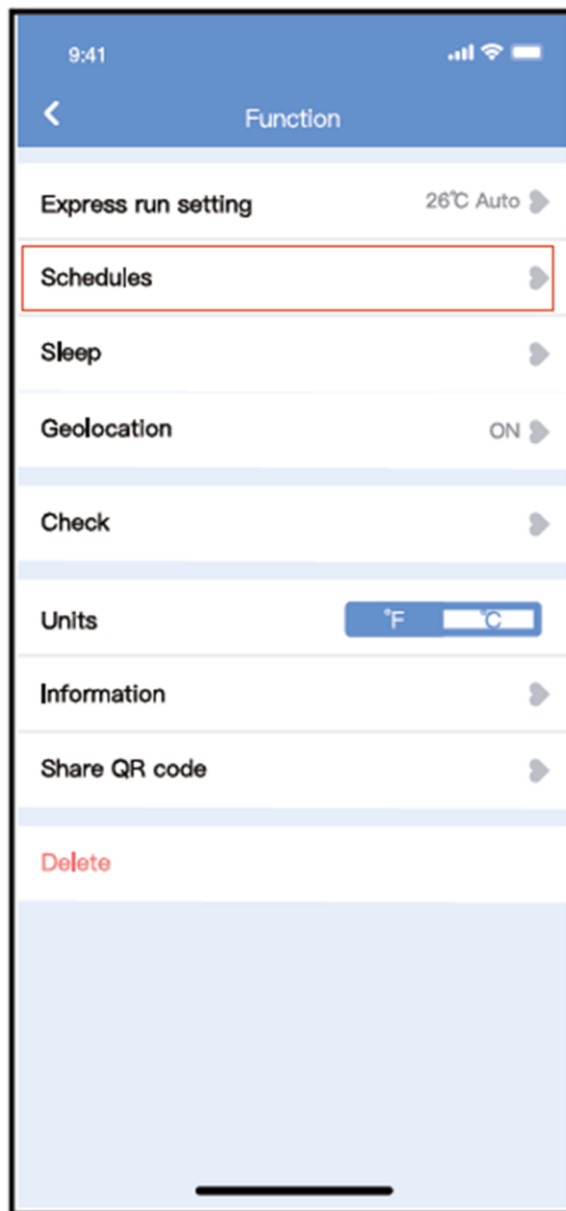 9:41
Function
Express run setting 26℃ Auto
Schedules
Sleep
Geolocation ON
Check
Units °F °C
Information
Share QR code
Delete